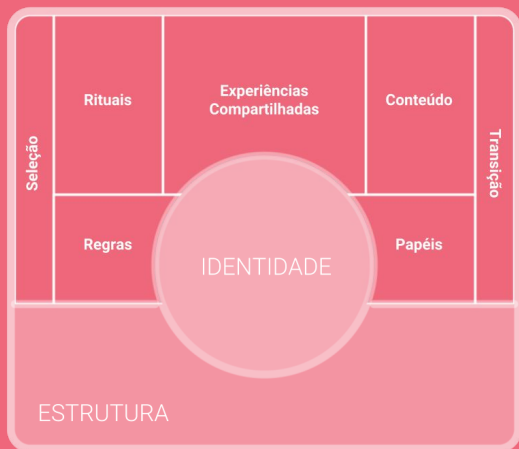 Seleção
Rituais
Experiências
Compartilhadas
Conteúdo
Transição
Regras
IDENTIDADE
Papéis
ESTRUTURA